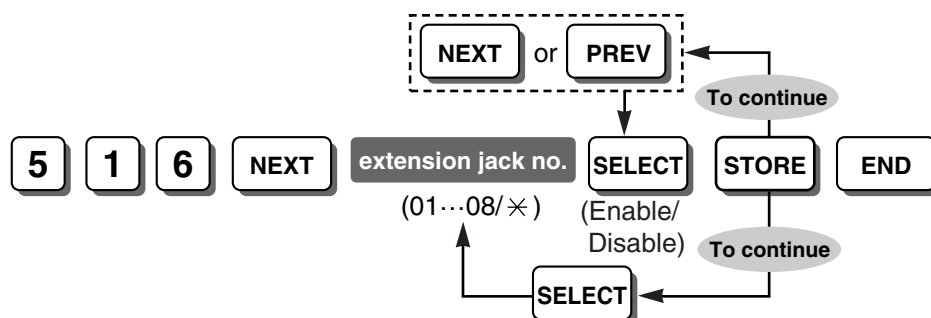 NEXT or PREV
To continue
5 1 6 NEXT extension jack no. SELECT STORE END
(01···08/✳)
(Enable/
Disable)
To continue
SELECT